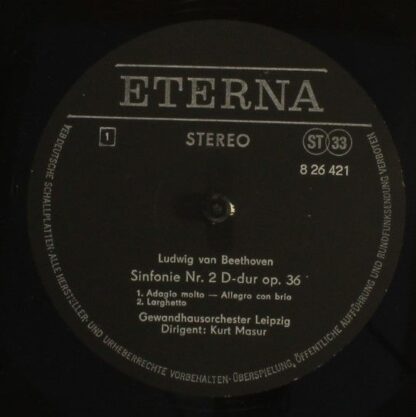 ETERNA
1
STEREO
ST 33
8 26 421
Ludwig van Beethoven
Sinfonie Nr. 2 D-dur op. 36
1. Adagio molto — Allegro con brio
2. Larghetto
Gewandhausorchester Leipzig
Dirigent: Kurt Masur
VEB DEUTSCHE SCHALLPLATTEN · ALLE HERSTELLER- UND URHEBERRECHTE VORBEHALTEN · ÜBERSPIELUNG, ÖFFENTLICHE AUFFÜHRUNG UND RUNDFUNKSENDUNG VERBOTEN